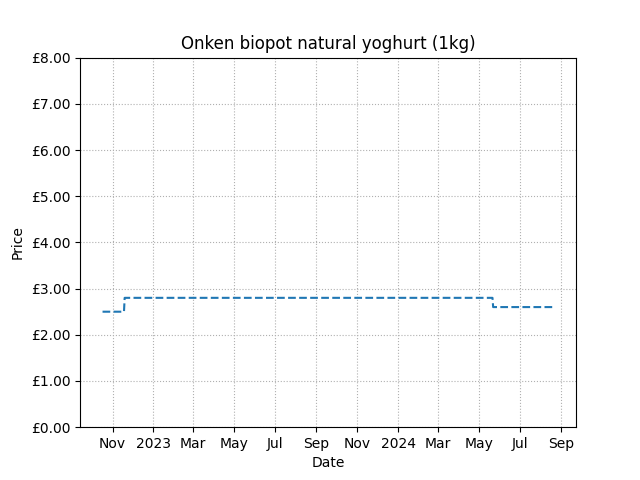 Onken biopot natural yoghurt (1kg)
£8.00
£7.00
£6.00
£5.00
£4.00
£3.00
£2.00
£1.00
£0.00
Price
Nov 2023 Mar May Jul Sep Nov 2024 Mar May Jul Sep
Date